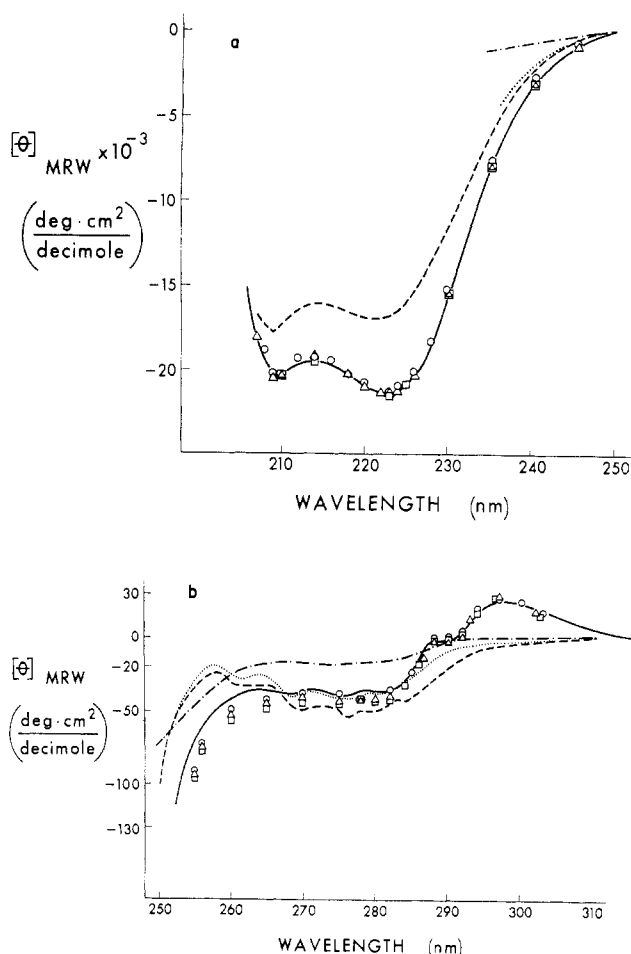 a
0
-5
-10
-15
-20
[θ] MRW ×10⁻³
(deg·cm²/decimole)
210 220 230 240 250
WAVELENGTH (nm)
b
30
0
-20
-50
-100
-130
[θ] MRW
(deg·cm²/decimole)
250 260 270 280 290 300 310
WAVELENGTH (nm)